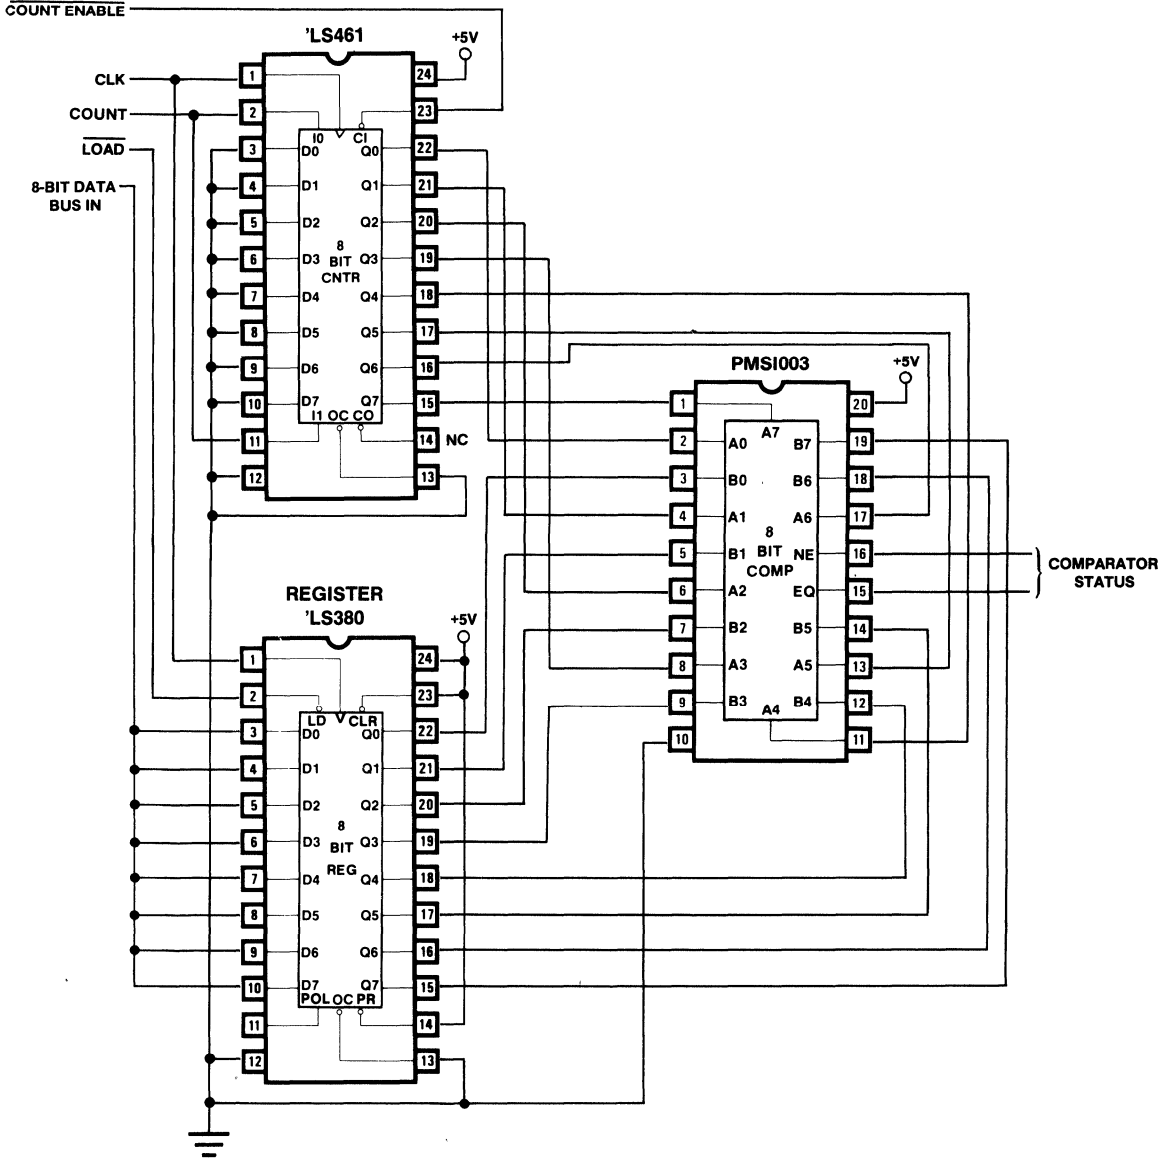 COUNT ENABLE
'LS461
+5V
CLK
COUNT
LOAD
8-BIT DATA
BUS IN
1 24
2 23
I0 CI
3 D0 Q0 22
4 D1 Q1 21
5 D2 Q2 20
6 D3 Q3 19
8
BIT
CNTR
7 D4 Q4 18
8 D5 Q5 17
9 D6 Q6 16
10 D7 Q7 15
I1 OC CO
11 14 NC
12 13
PMSI003
+5V
1 20
A7
2 A0 B7 19
3 B0 B6 18
4 A1 A6 17
8
BIT
COMP
5 B1 NE 16
6 A2 EQ 15
7 B2 B5 14
8 A3 A5 13
9 B3 B4 12
A4
10 11
COMPARATOR
STATUS
REGISTER
'LS380
+5V
1 24
2 23
LD CLR
3 D0 Q0 22
4 D1 Q1 21
5 D2 Q2 20
8
BIT
REG
6 D3 Q3 19
7 D4 Q4 18
8 D5 Q5 17
9 D6 Q6 16
10 D7 Q7 15
POL OC PR
11 14
12 13